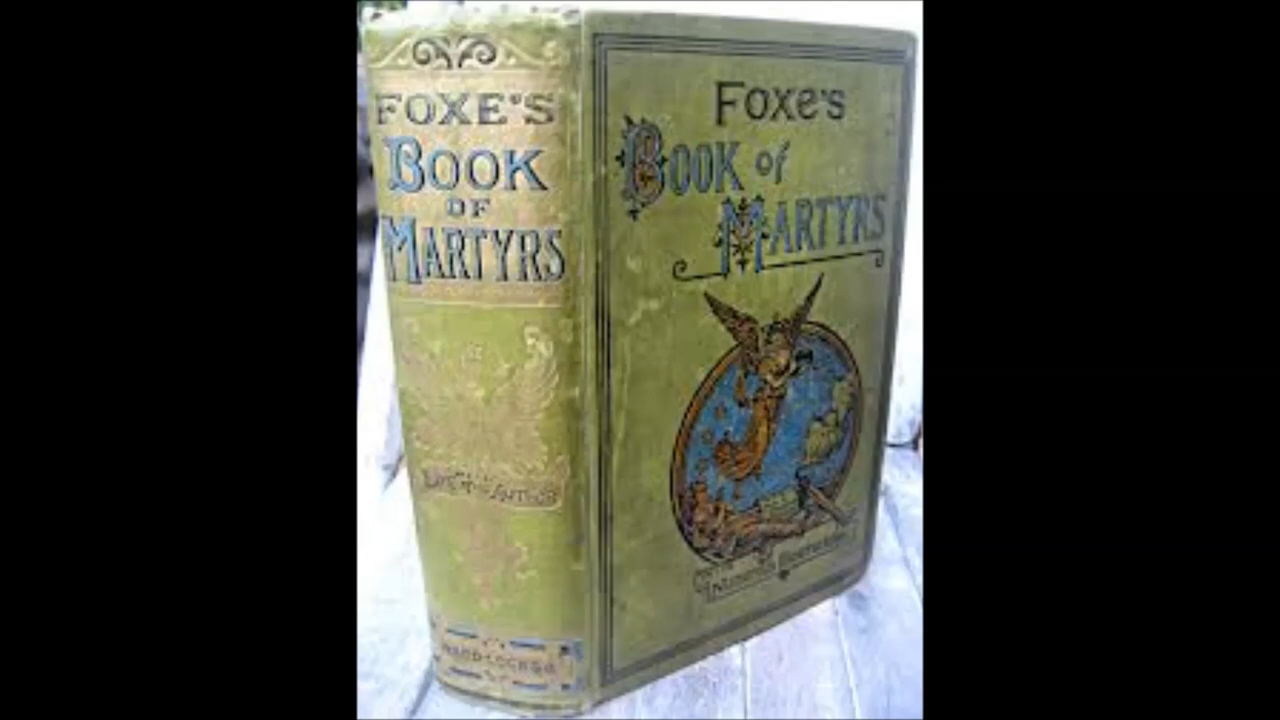 FOXE'S
BOOK
OF
MARTYRS
Foxe's
BOOK of
MARTYRS